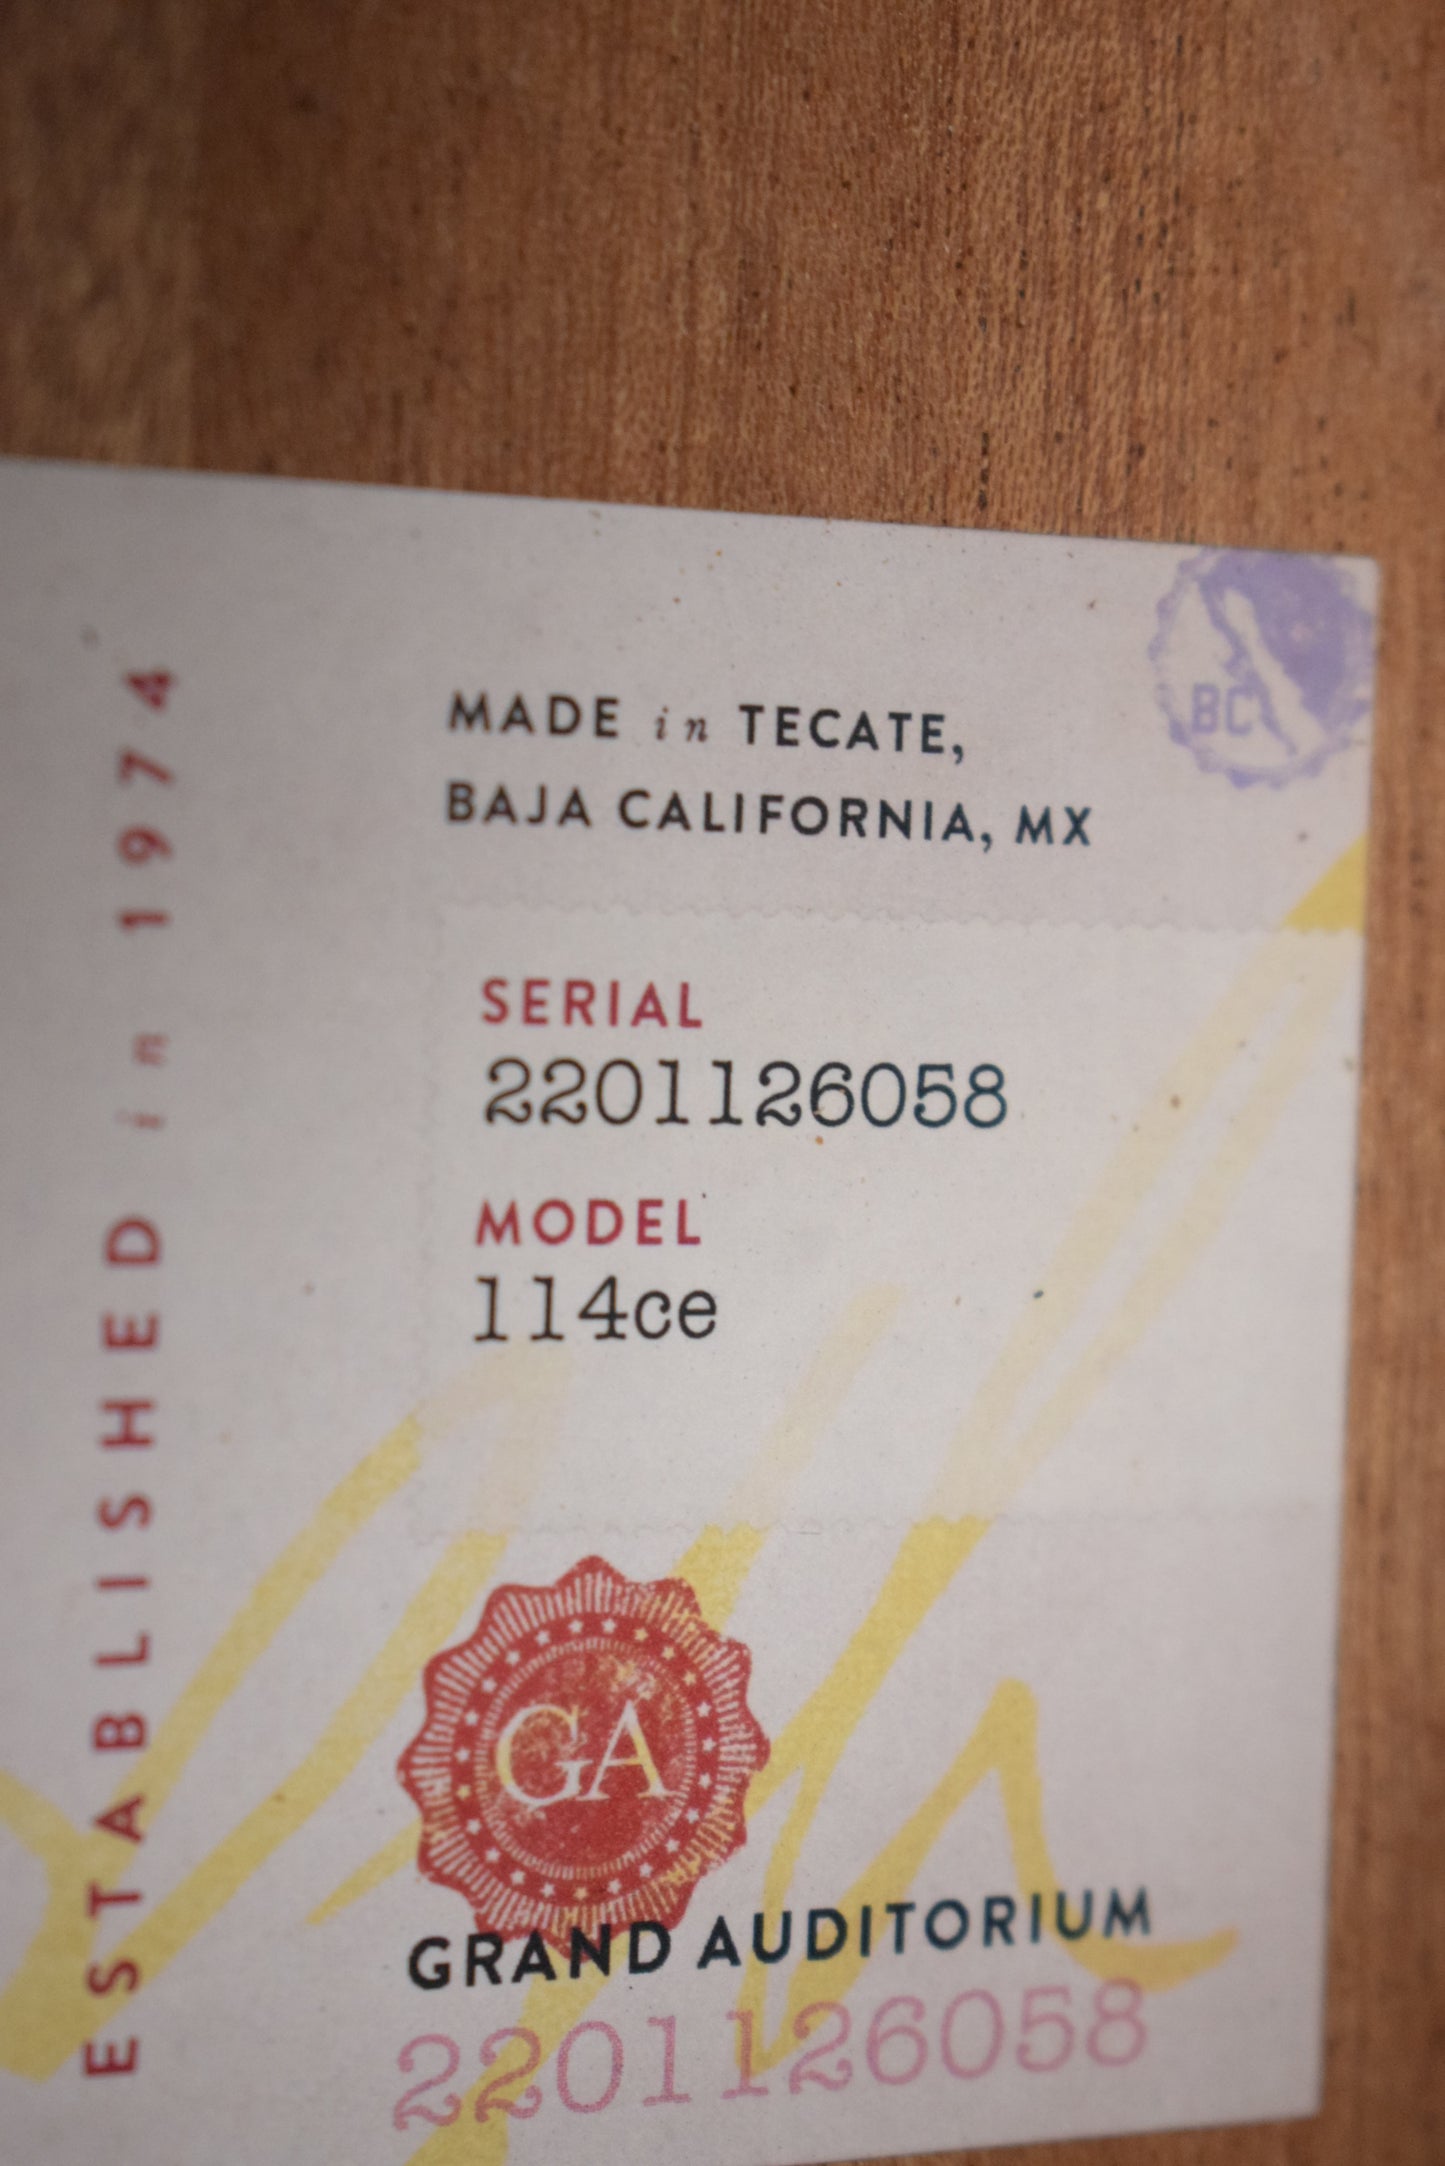 ESTABLISHED in 1974
MADE in TECATE,
BAJA CALIFORNIA, MX
BC
SERIAL
2201126058
MODEL
114ce
GA
GRAND AUDITORIUM
2201126058